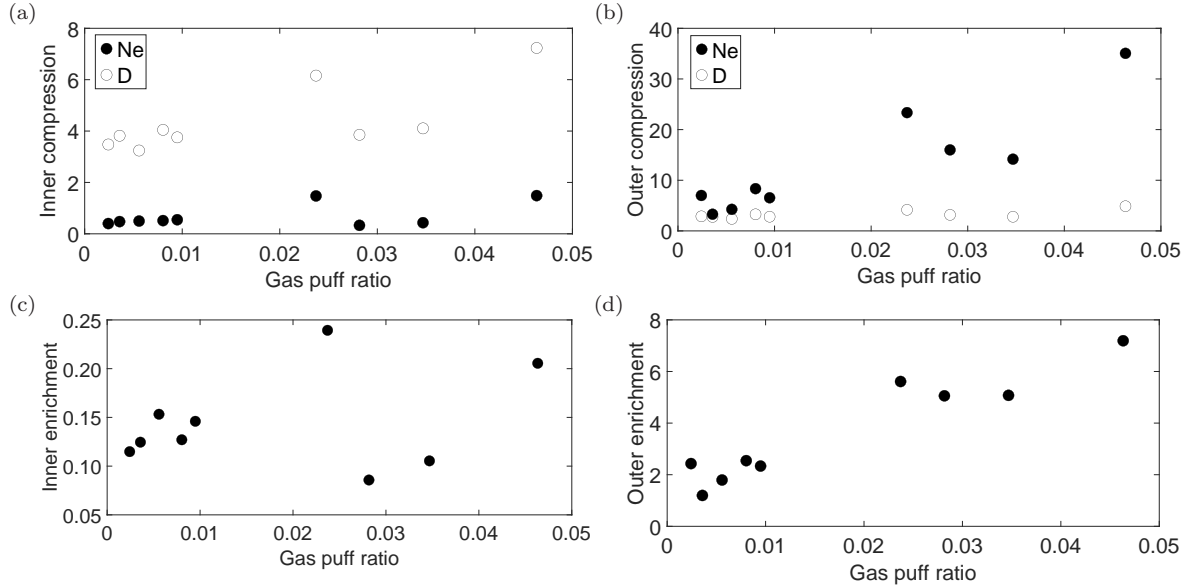 (a)
Inner compression
8
6
4
2
0
Ne
D
0 0.01 0.02 0.03 0.04 0.05
Gas puff ratio
(b)
Outer compression
40
30
20
10
0
Ne
D
0 0.01 0.02 0.03 0.04 0.05
Gas puff ratio
(c)
Inner enrichment
0.25
0.20
0.15
0.10
0.05
0 0.01 0.02 0.03 0.04 0.05
Gas puff ratio
(d)
Outer enrichment
8
6
4
2
0
0 0.01 0.02 0.03 0.04 0.05
Gas puff ratio